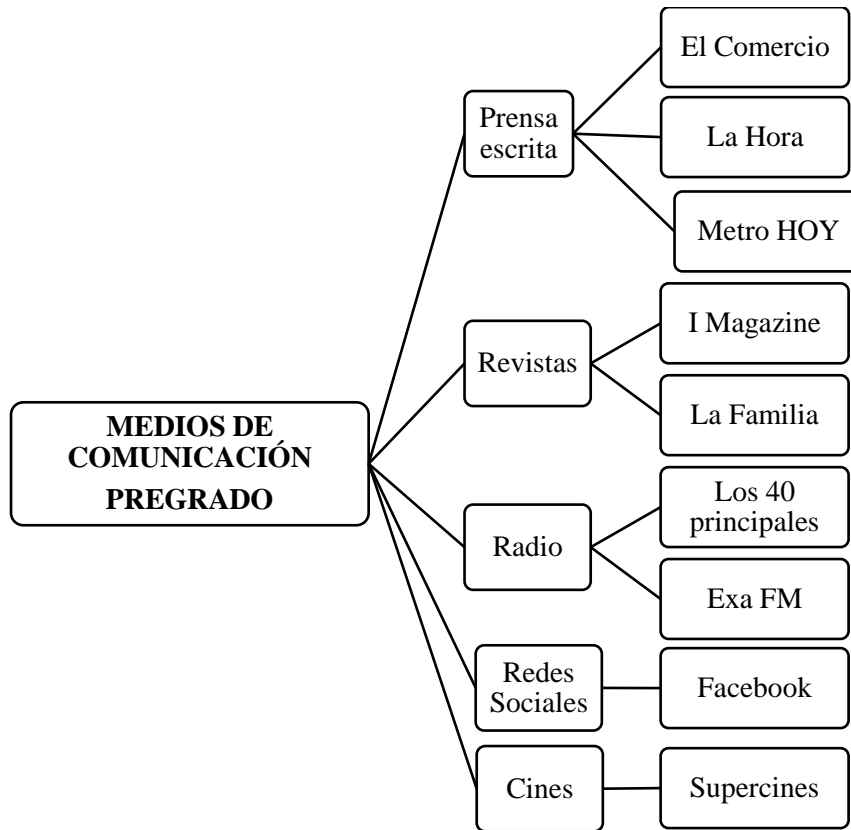 MEDIOS DE
COMUNICACIÓN
PREGRADO
Prensa
escrita
El Comercio
La Hora
Metro HOY
Revistas
I Magazine
La Familia
Radio
Los 40
principales
Exa FM
Redes
Sociales
Facebook
Cines
Supercines